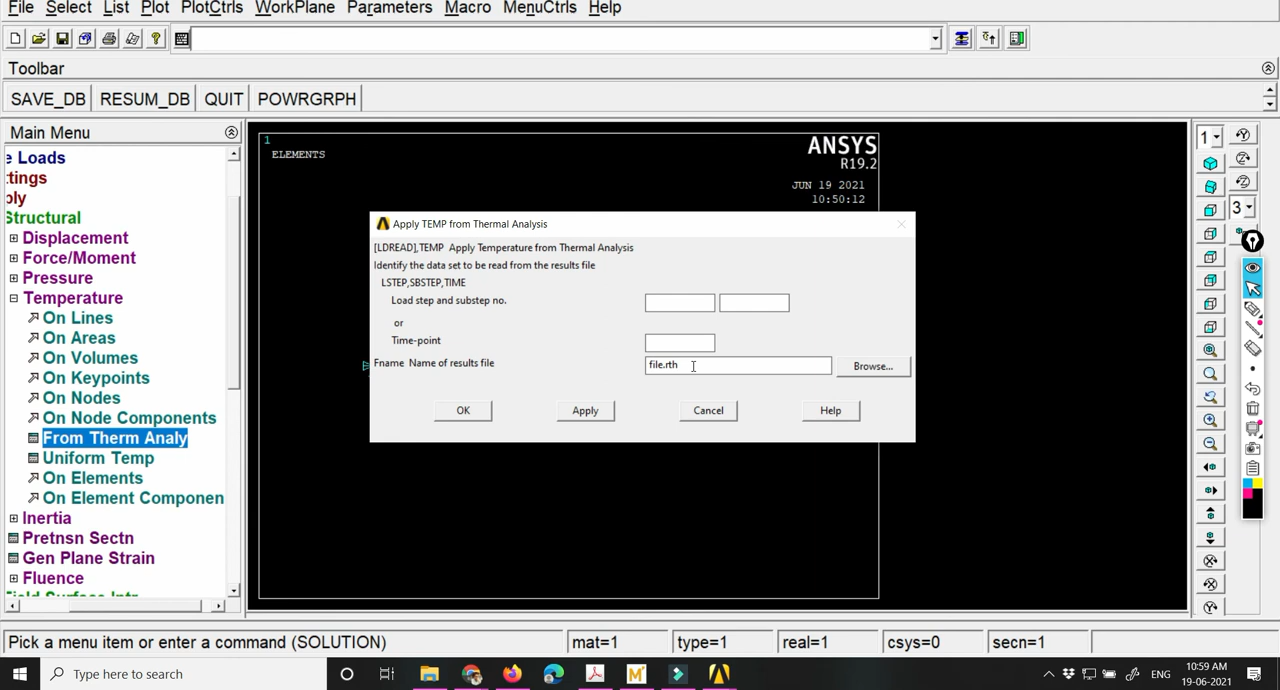 File Select List Plot PlotCtrls WorkPlane Parameters Macro MenuCtrls Help
Toolbar
SAVE_DB RESUM_DB QUIT POWRGRPH
Main Menu
e Loads
tings
ply
Structural
Displacement
Force/Moment
Pressure
Temperature
On Lines
On Areas
On Volumes
On Keypoints
On Nodes
On Node Components
From Therm Analy
Uniform Temp
On Elements
On Element Componen
Inertia
Pretnsn Sectn
Gen Plane Strain
Fluence
1
ELEMENTS
ANSYS
R19.2
JUN 19 2021
10:50:12
Apply TEMP from Thermal Analysis
[LDREAD],TEMP Apply Temperature from Thermal Analysis
Identify the data set to be read from the results file
LSTEP,SBSTEP,TIME
Load step and substep no.
or
Time-point
Fname Name of results file file.rth Browse...
OK Apply Cancel Help
1
3
Pick a menu item or enter a command (SOLUTION) mat=1 type=1 real=1 csys=0 secn=1
Type here to search
ENG
10:59 AM
19-06-2021